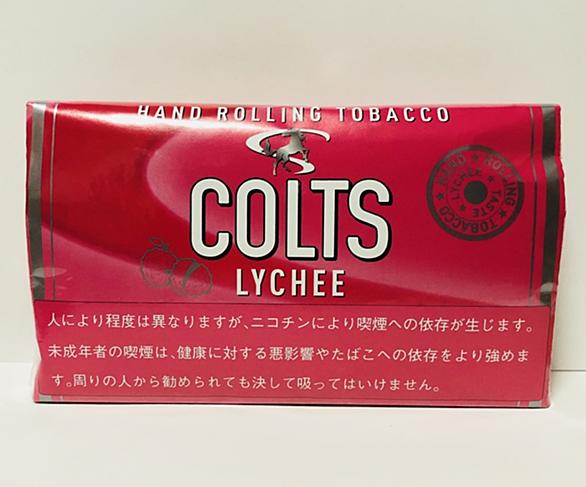 HAND ROLLING TOBACCO
COLTS
LYCHEE
HAND ★ ROLLING ★ TOBACCO ★
LYCHEE ★ TASTE ★
人により程度は異なりますが、ニコチンにより喫煙への依存が生じます。
未成年者の喫煙は、健康に対する悪影響やたばこへの依存をより強めま
す。周りの人から勧められても決して吸ってはいけません。